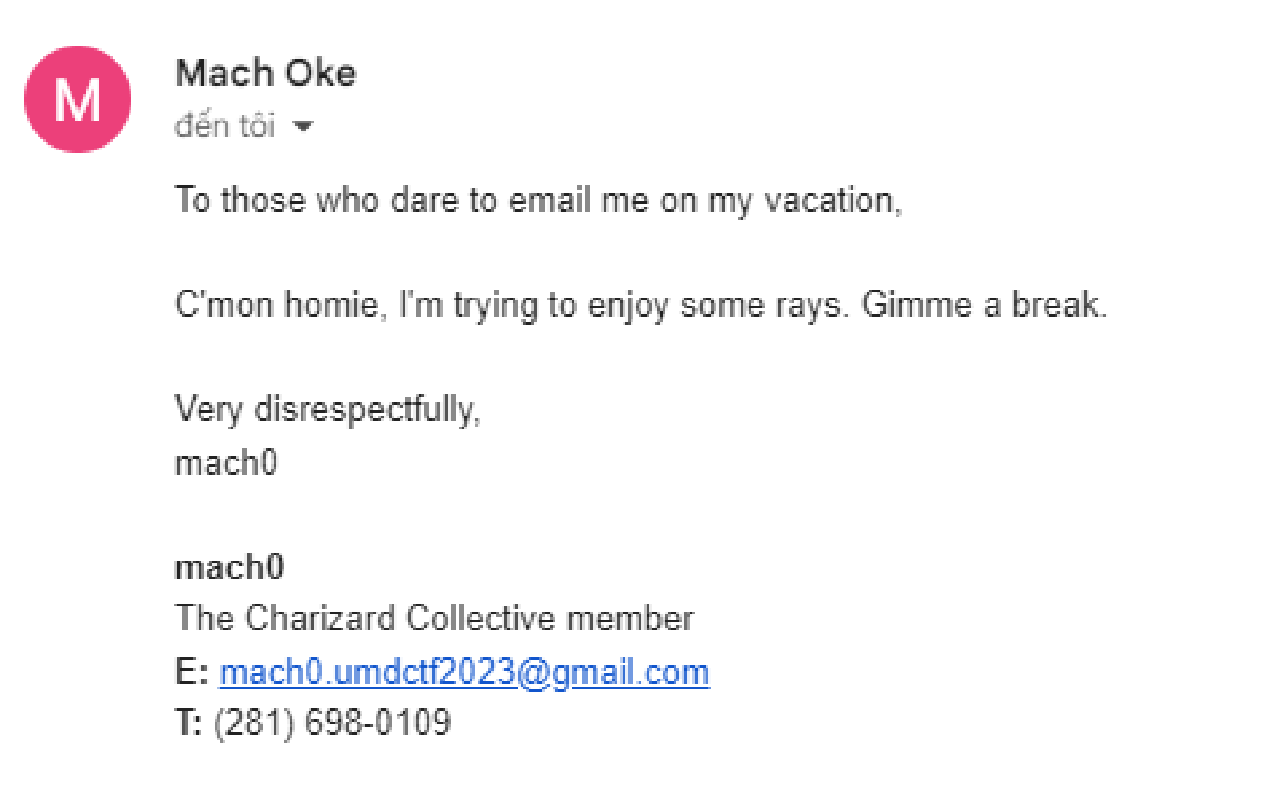 M
Mach Oke
đến tôi
To those who dare to email me on my vacation,
C'mon homie, I'm trying to enjoy some rays. Gimme a break.
Very disrespectfully,
mach0
mach0
The Charizard Collective member
E: mach0.umdctf2023@gmail.com
T: (281) 698-0109